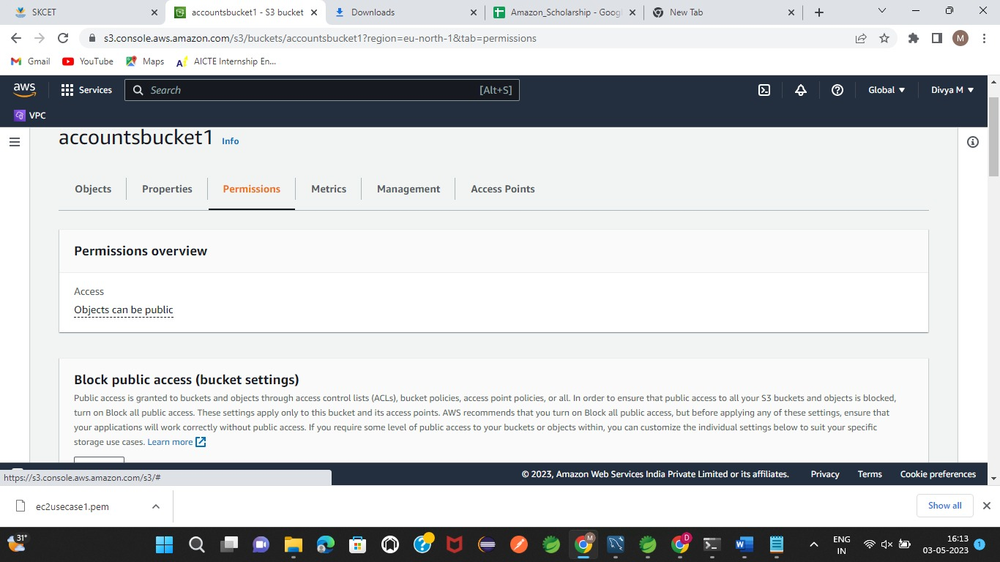 SKCET
accountsbucket1 - S3 bucket
Downloads
Amazon_Scholarship - Googl
New Tab
s3.console.aws.amazon.com/s3/buckets/accountsbucket1?region=eu-north-1&tab=permissions
M
Gmail
YouTube
Maps
AICTE Internship En...
aws
Services
Search
[Alt+S]
Global
Divya M
VPC
accountsbucket1 Info
Objects
Properties
Permissions
Metrics
Management
Access Points
Permissions overview
Access
Objects can be public
Block public access (bucket settings)
Public access is granted to buckets and objects through access control lists (ACLs), bucket policies, access point policies, or all. In order to ensure that public access to all your S3 buckets and objects is blocked,
turn on Block all public access. These settings apply only to this bucket and its access points. AWS recommends that you turn on Block all public access, but before applying any of these settings, ensure that
your applications will work correctly without public access. If you require some level of public access to your buckets or objects within, you can customize the individual settings below to suit your specific
storage use cases. Learn more
© 2023, Amazon Web Services India Private Limited or its affiliates.
Privacy
Terms
Cookie preferences
https://s3.console.aws.amazon.com/s3/#
ec2usecase1.pem
Show all
31°
M
D
ENG
IN
16:13
03-05-2023
1